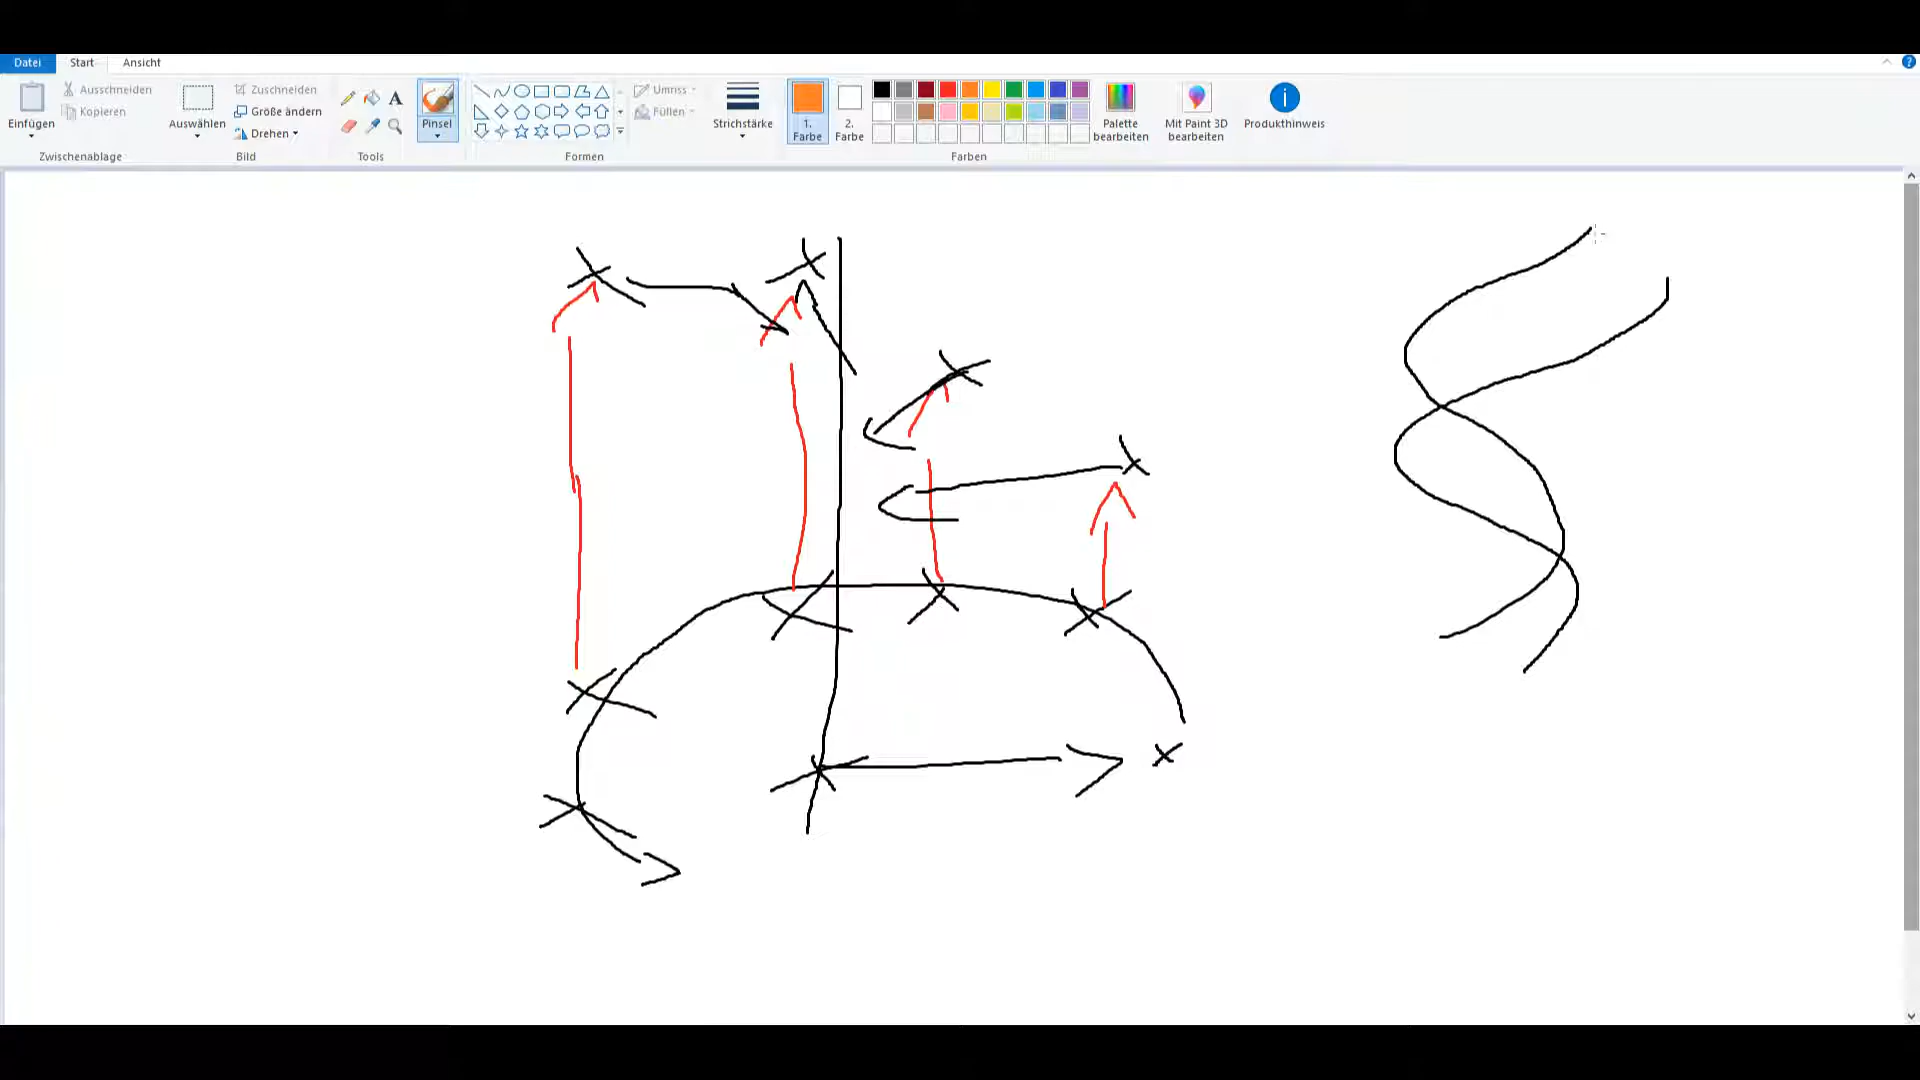 Datei Start Ansicht
Einfügen
Ausschneiden
Kopieren
Zwischenablage
Auswählen
Zuschneiden
Größe ändern
Drehen
Bild
A
Tools
Pinsel
Formen
Umriss
Füllen
Strichstärke
1.
Farbe
2.
Farbe
Palette
bearbeiten
Mit Paint 3D
bearbeiten
Produkthinweis
Farben